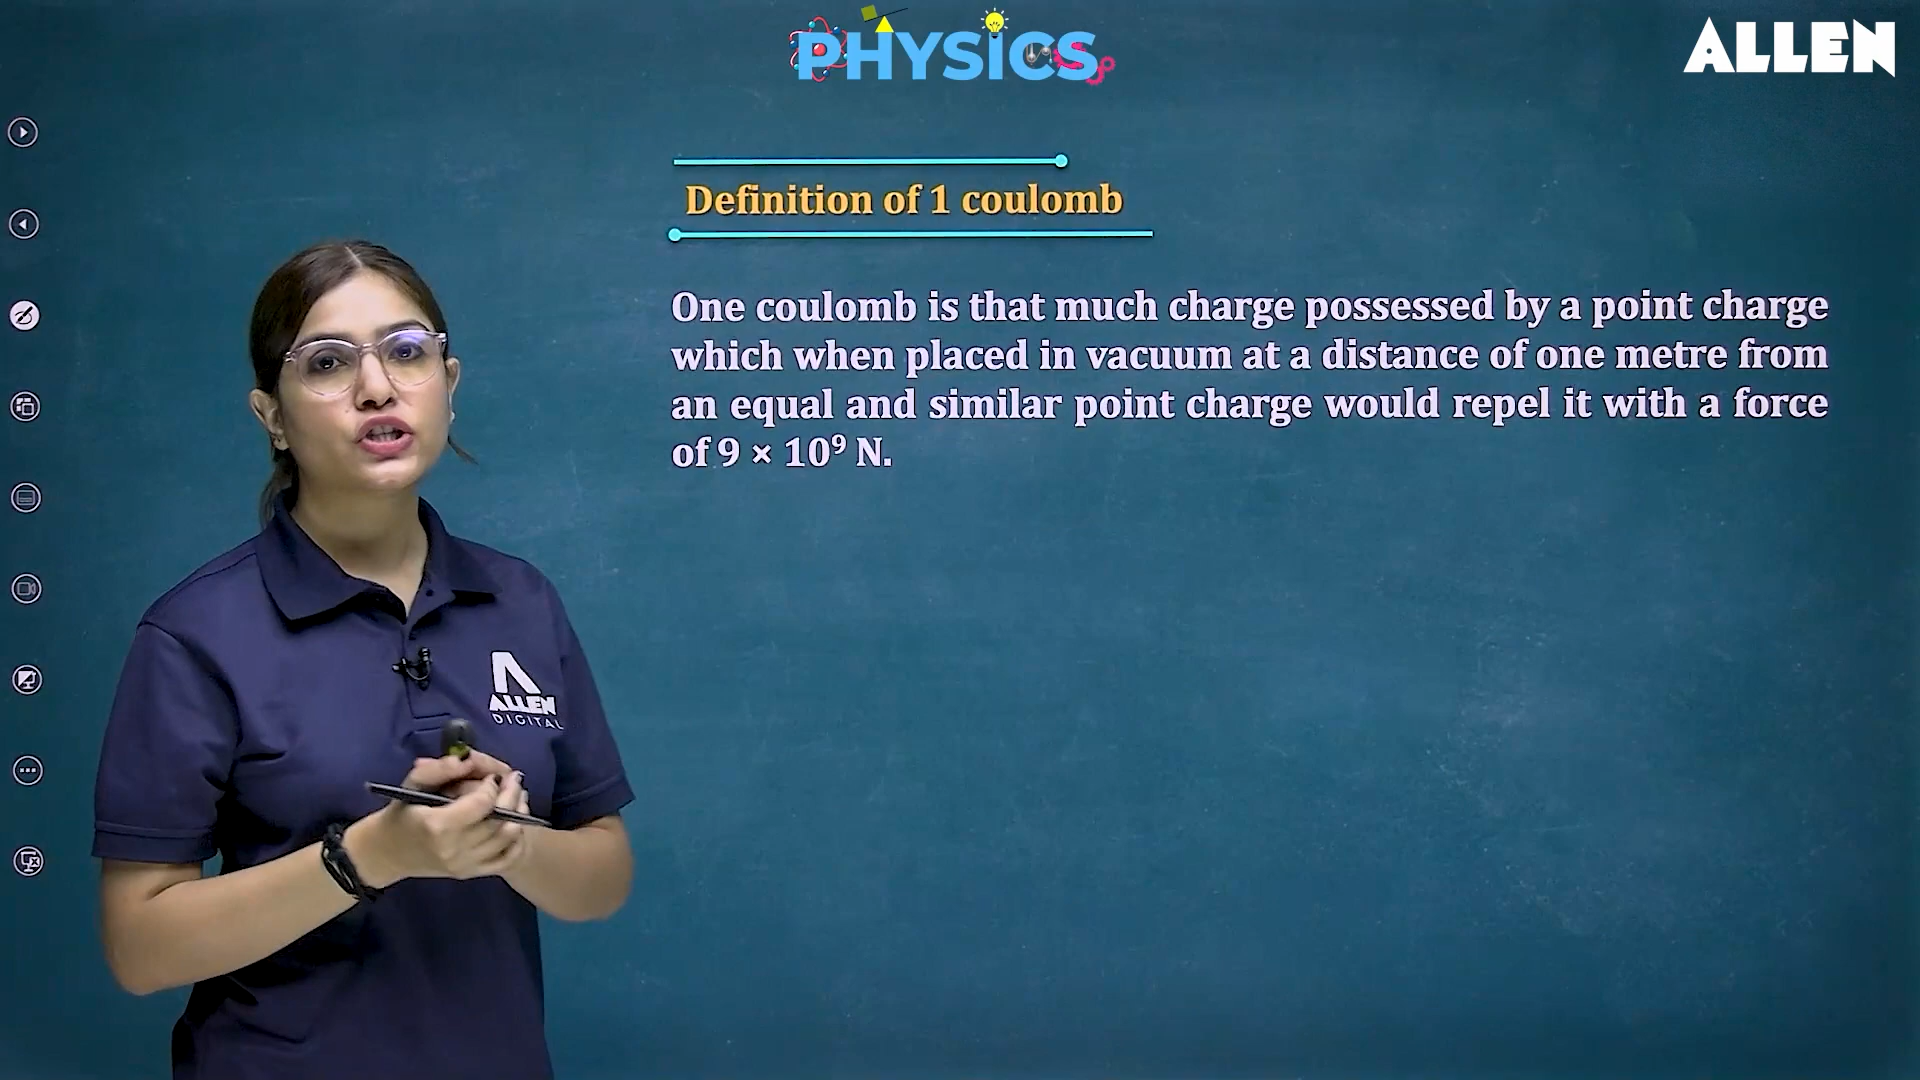 PHYSICS
ALLEN
Definition of 1 coulomb
One coulomb is that much charge possessed by a point charge
which when placed in vacuum at a distance of one metre from
an equal and similar point charge would repel it with a force
of 9 × 10⁹ N.
ALLEN
DIGITAL